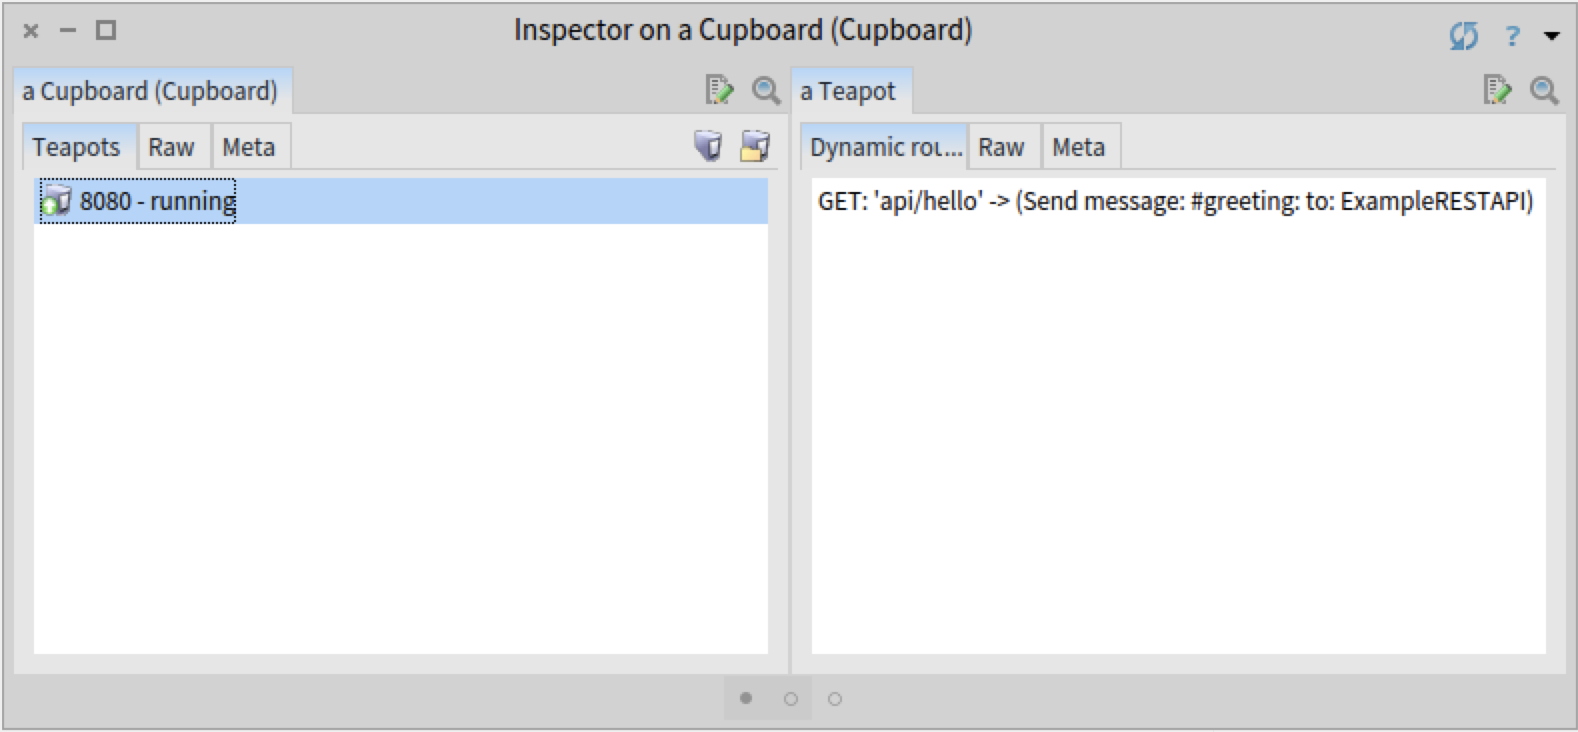 Inspector on a Cupboard (Cupboard)
?
a Cupboard (Cupboard)
Teapots Raw Meta
8080 - running
a Teapot
Dynamic rou... Raw Meta
GET: 'api/hello' -> (Send message: #greeting: to: ExampleRESTAPI)